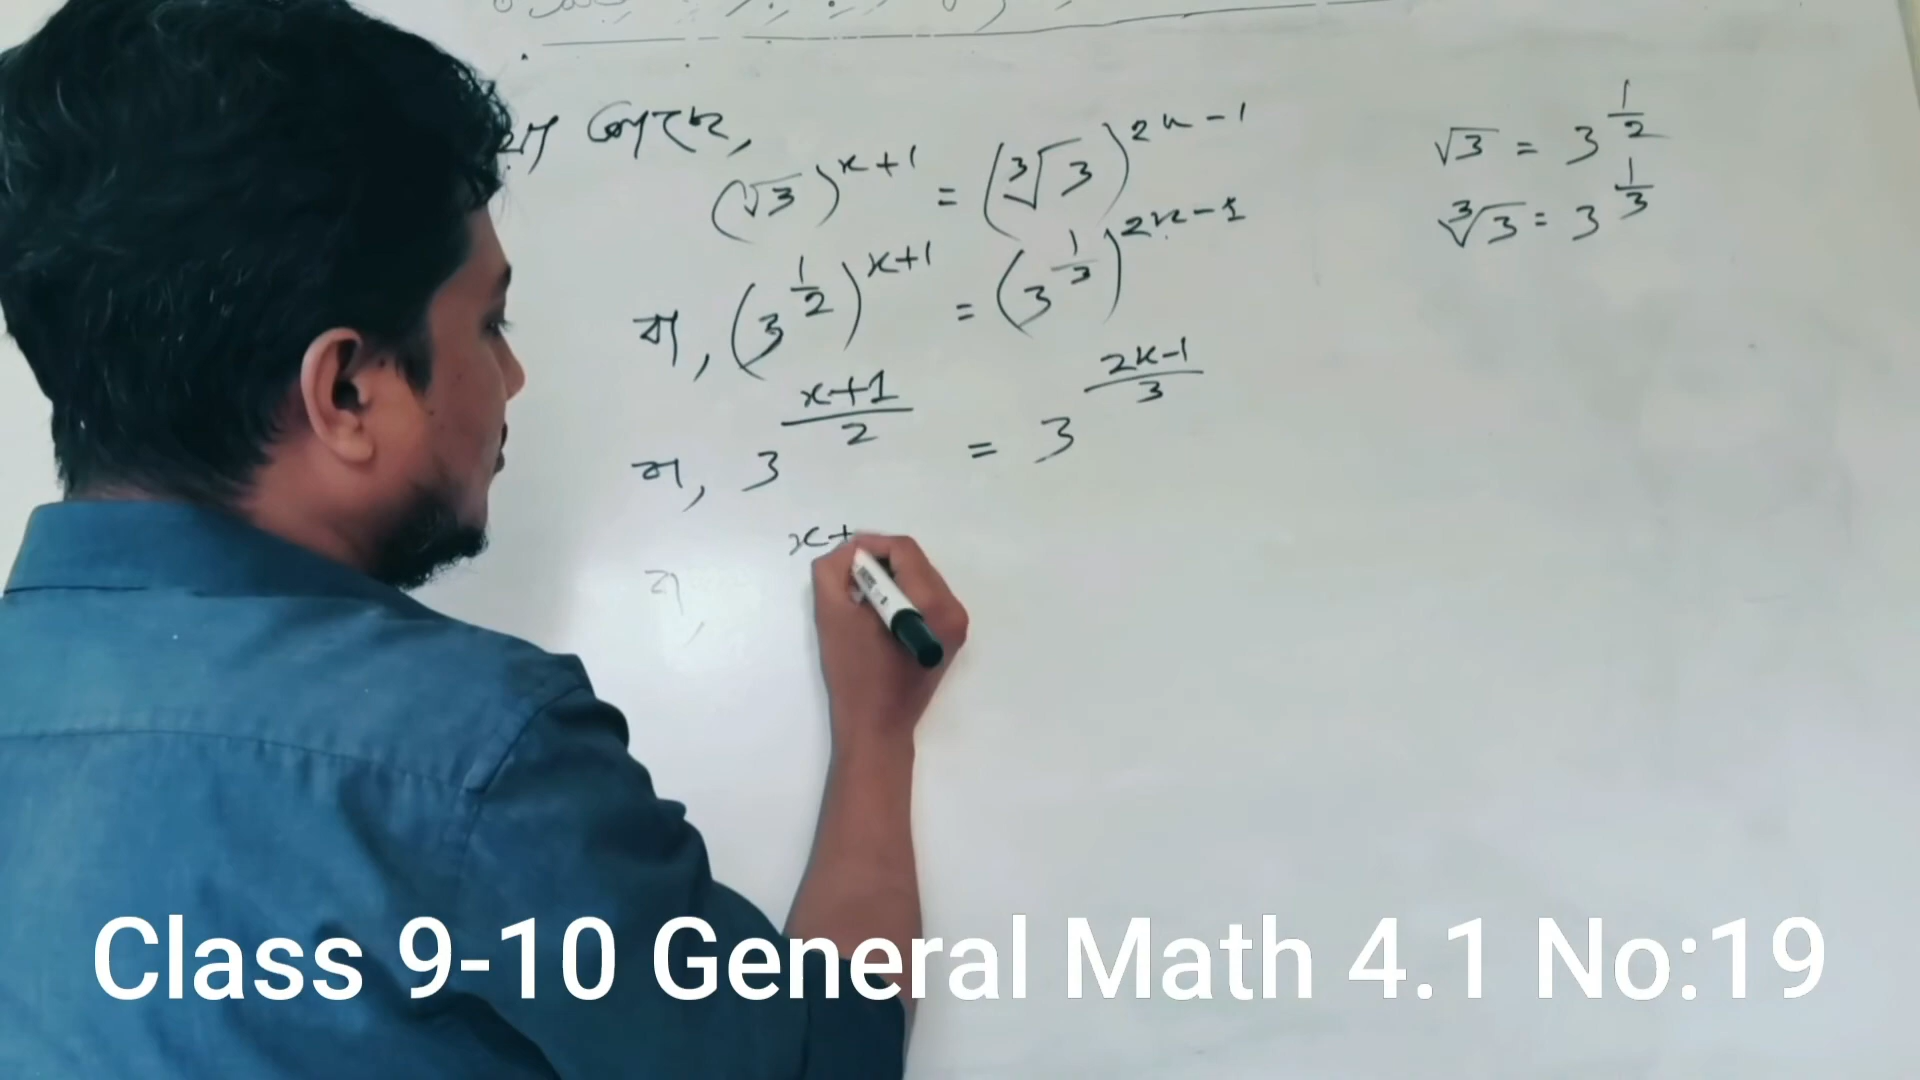 দেওয়া আছে,
(√3)^{x+1} = (∛3)^{2x-1}
বা, (3^{1/2})^{x+1} = (3^{1/3})^{2x-1}
বা, 3^{(x+1)/2} = 3^{(2x-1)/3}
বা, x+
√3 = 3^{1/2}
∛3 = 3^{1/3}
Class 9-10 General Math 4.1 No:19